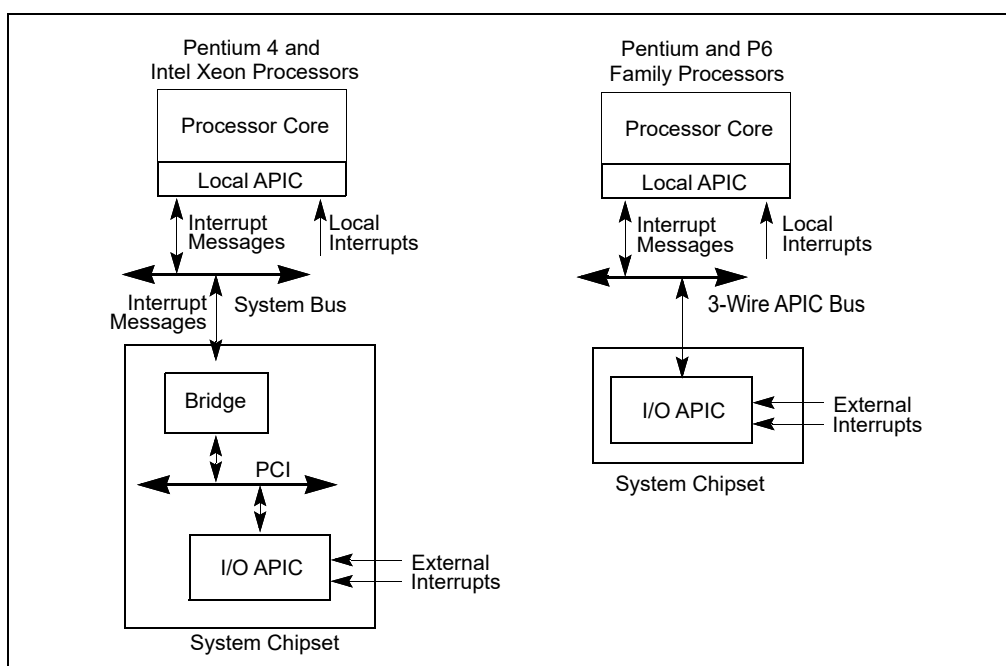 Pentium 4 and
Intel Xeon Processors
Processor Core
Local APIC
Interrupt
Messages
Local
Interrupts
Interrupt
Messages
System Bus
Bridge
PCI
I/O APIC
External
Interrupts
System Chipset
Pentium and P6
Family Processors
Processor Core
Local APIC
Interrupt
Messages
Local
Interrupts
3-Wire APIC Bus
I/O APIC
External
Interrupts
System Chipset